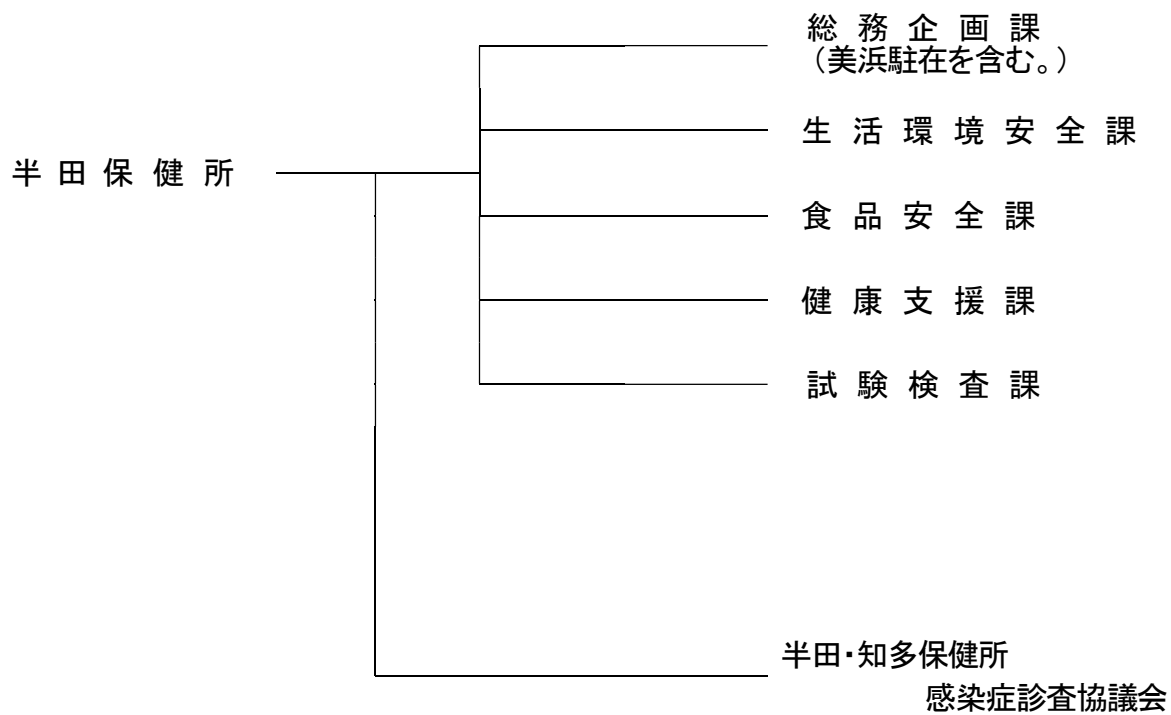 総務企画課
（美浜駐在を含む。）
生活環境安全課
半田保健所
食品安全課
健康支援課
試験検査課
半田・知多保健所
感染症診査協議会